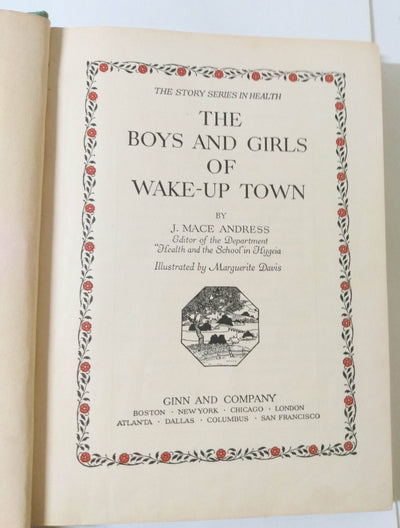 THE STORY SERIES IN HEALTH
THE
BOYS AND GIRLS
OF
WAKE-UP TOWN
BY
J. MACE ANDRESS
Editor of the Department
"Health and the School" in Hygeia
Illustrated by Marguerite Davis
GINN AND COMPANY
BOSTON · NEW YORK · CHICAGO · LONDON
ATLANTA · DALLAS · COLUMBUS · SAN FRANCISCO